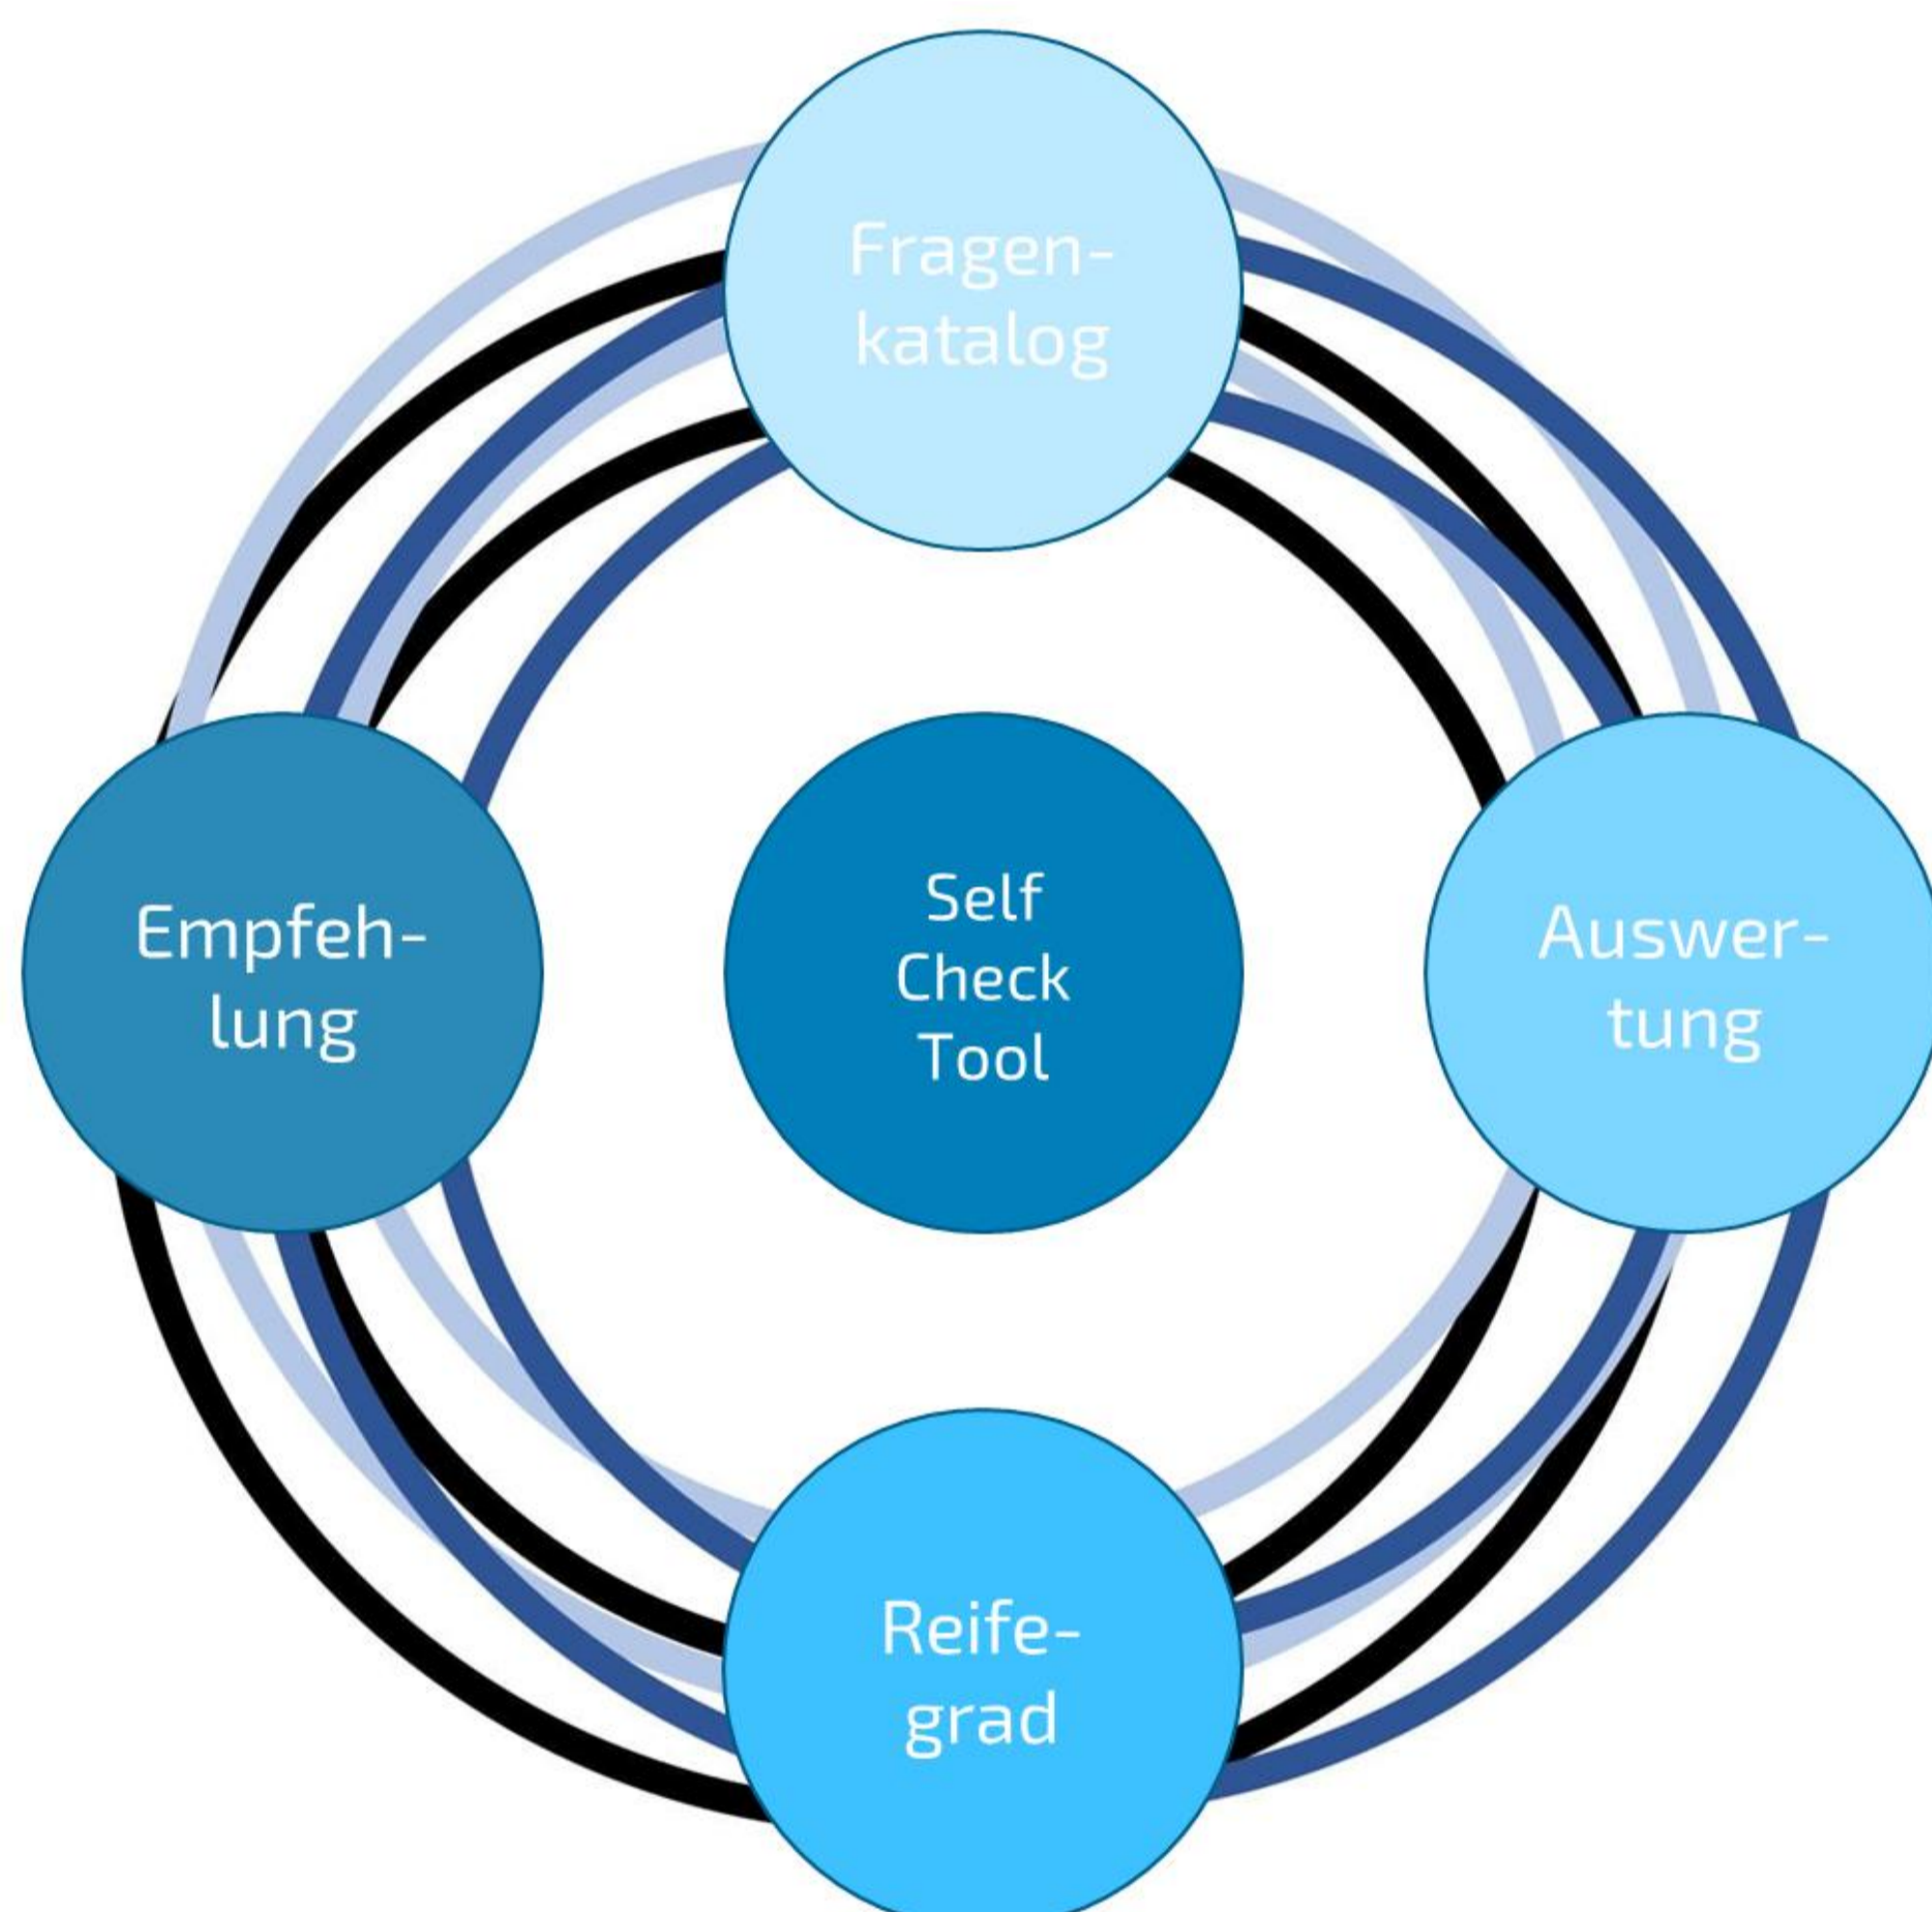 Fragen-
katalog
Empfeh-
lung
Self
Check
Tool
Auswer-
tung
Reife-
grad